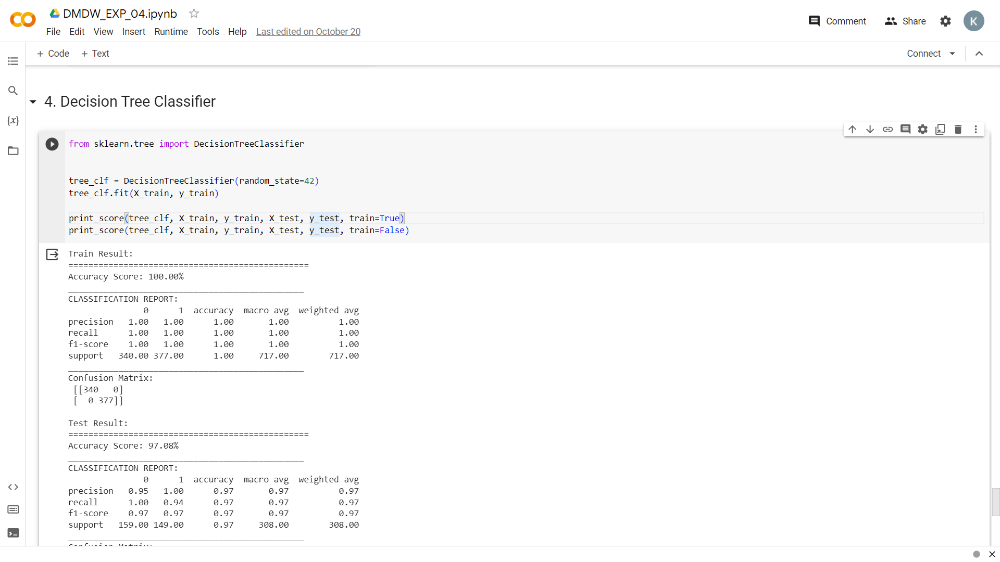 DMDW_EXP_04.ipynb
File Edit View Insert Runtime Tools Help Last edited on October 20
Comment Share K
+ Code + Text Connect
{x}
4. Decision Tree Classifier
from sklearn.tree import DecisionTreeClassifier
tree_clf = DecisionTreeClassifier(random_state=42)
tree_clf.fit(X_train, y_train)
print_score(tree_clf, X_train, y_train, X_test, y_test, train=True)
print_score(tree_clf, X_train, y_train, X_test, y_test, train=False)
Train Result:
================================================
Accuracy Score: 100.00%
_______________________________________________
CLASSIFICATION REPORT:
0 1 accuracy macro avg weighted avg
precision 1.00 1.00 1.00 1.00 1.00
recall 1.00 1.00 1.00 1.00 1.00
f1-score 1.00 1.00 1.00 1.00 1.00
support 340.00 377.00 1.00 717.00 717.00
_______________________________________________
Confusion Matrix:
[[340 0]
[ 0 377]]
Test Result:
================================================
Accuracy Score: 97.08%
_______________________________________________
CLASSIFICATION REPORT:
0 1 accuracy macro avg weighted avg
precision 0.95 1.00 0.97 0.97 0.97
recall 1.00 0.94 0.97 0.97 0.97
f1-score 0.97 0.97 0.97 0.97 0.97
support 159.00 149.00 0.97 308.00 308.00
_______________________________________________